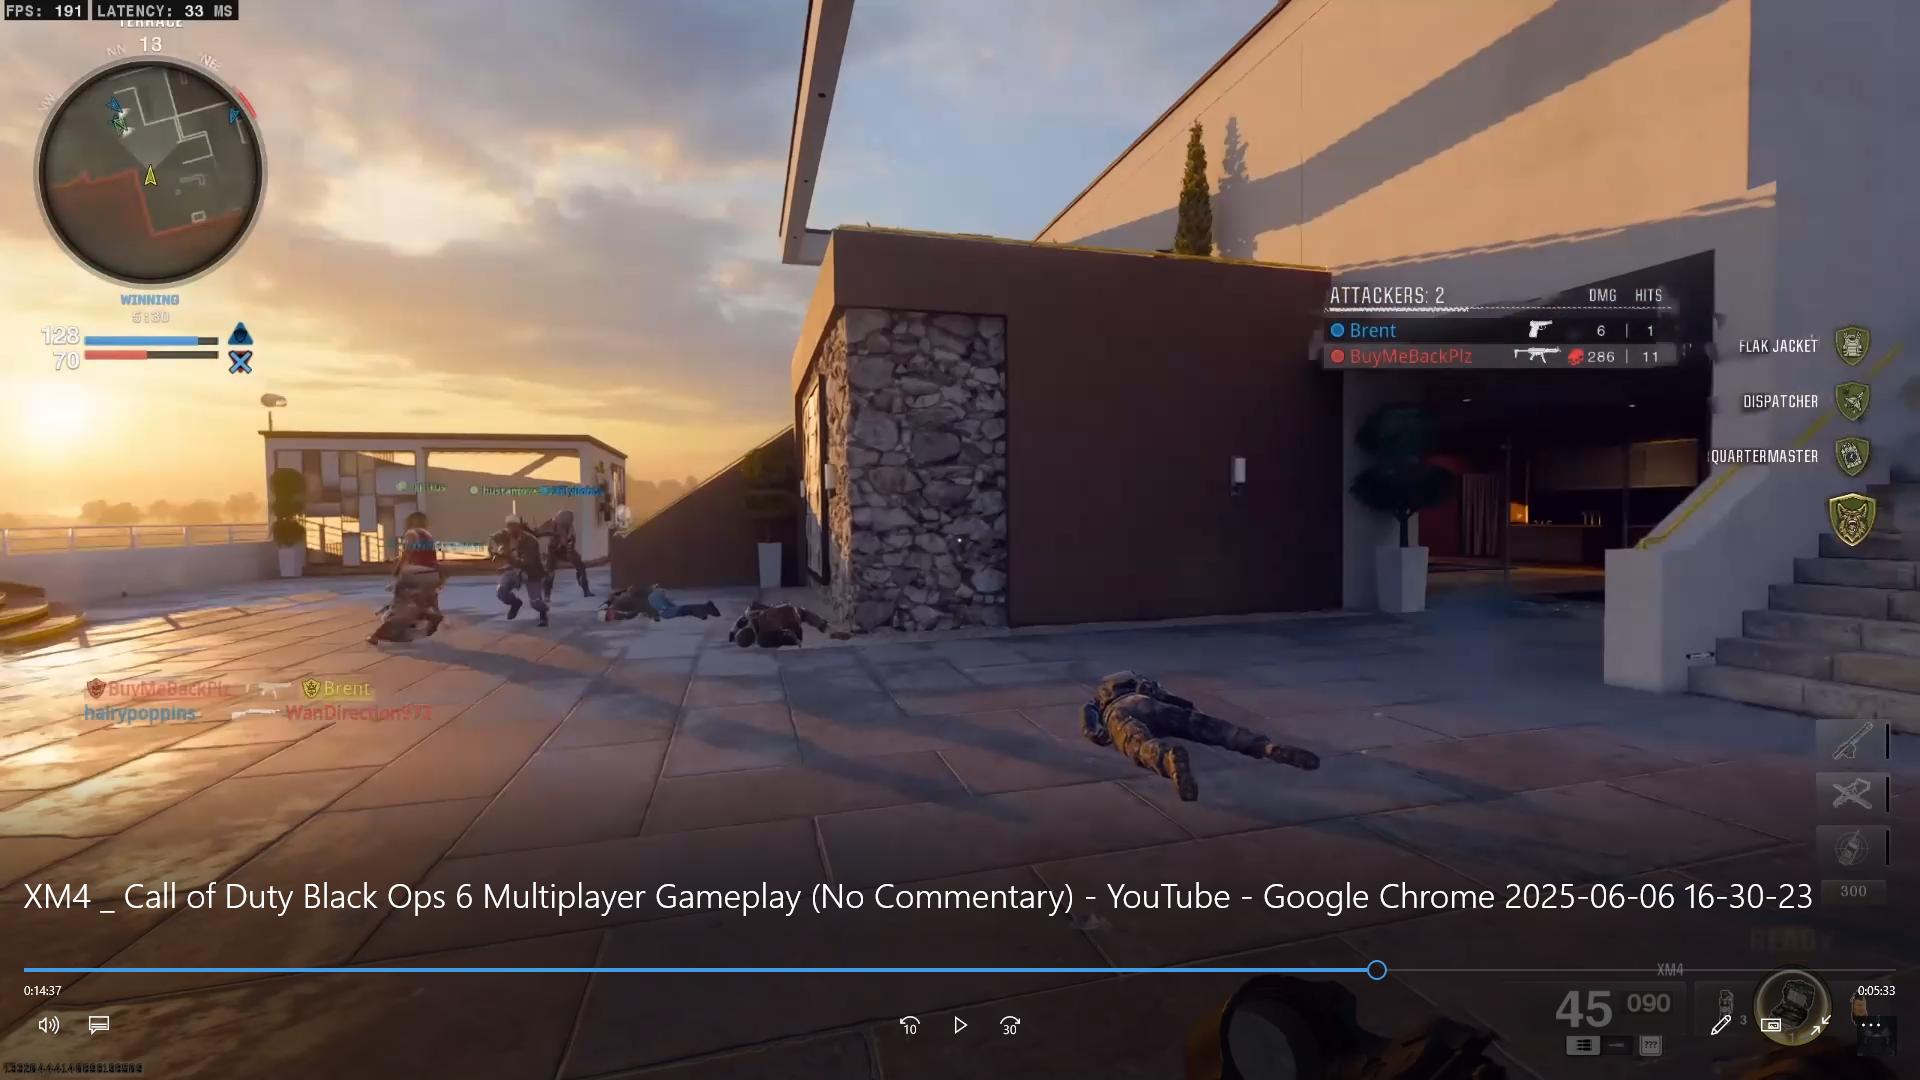 FPS: 191 LATENCY: 33 MS
TERRACE
13
NE
WINNING
5:30
128
70
ATTACKERS: 2 DMG HITS
Brent 6 | 1
BuyMeBackPlz 286 | 11
FLAK JACKET
DISPATCHER
QUARTERMASTER
BuyMeBackPlz Brent
hairypoppins WanDirection973
XM4 _ Call of Duty Black Ops 6 Multiplayer Gameplay (No Commentary) - YouTube - Google Chrome 2025-06-06 16-30-23
300
READY
XM4
0:14:37
0:05:33
45 090
3
10
30
???